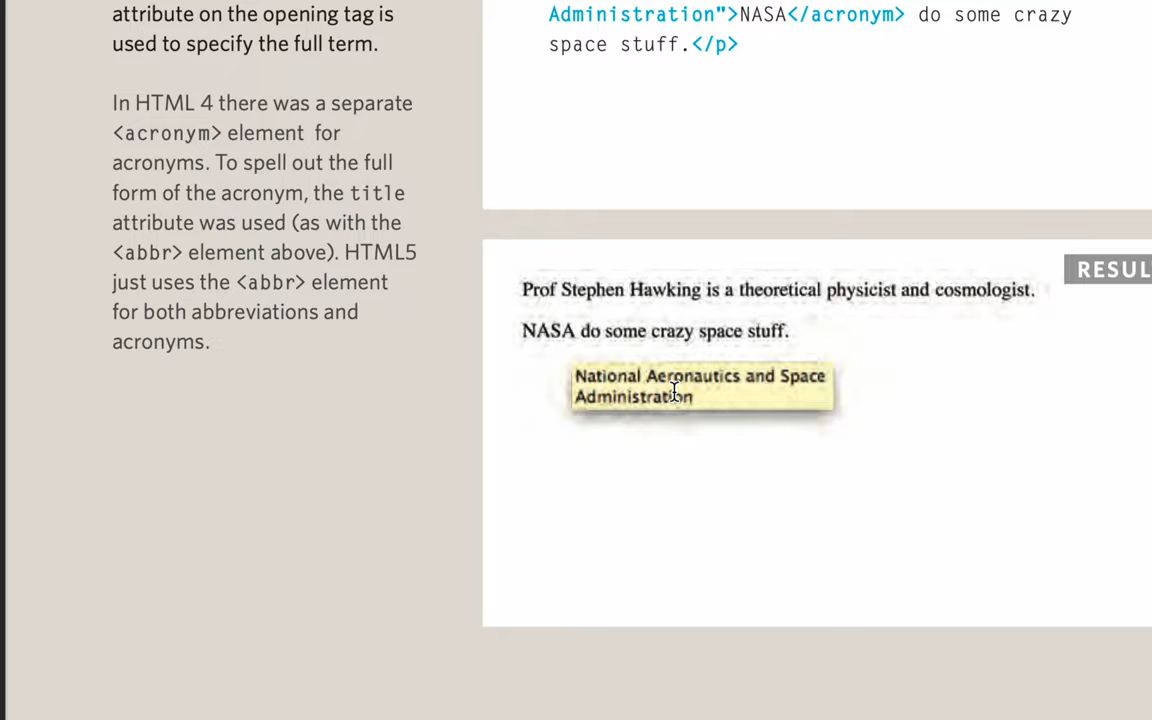 attribute on the opening tag is
used to specify the full term.
In HTML 4 there was a separate
<acronym> element for
acronyms. To spell out the full
form of the acronym, the title
attribute was used (as with the
<abbr> element above). HTML5
just uses the <abbr> element
for both abbreviations and
acronyms.
Administration">NASA</acronym> do some crazy
space stuff.</p>
RESUL
Prof Stephen Hawking is a theoretical physicist and cosmologist.
NASA do some crazy space stuff.
National Aeronautics and Space
Administration